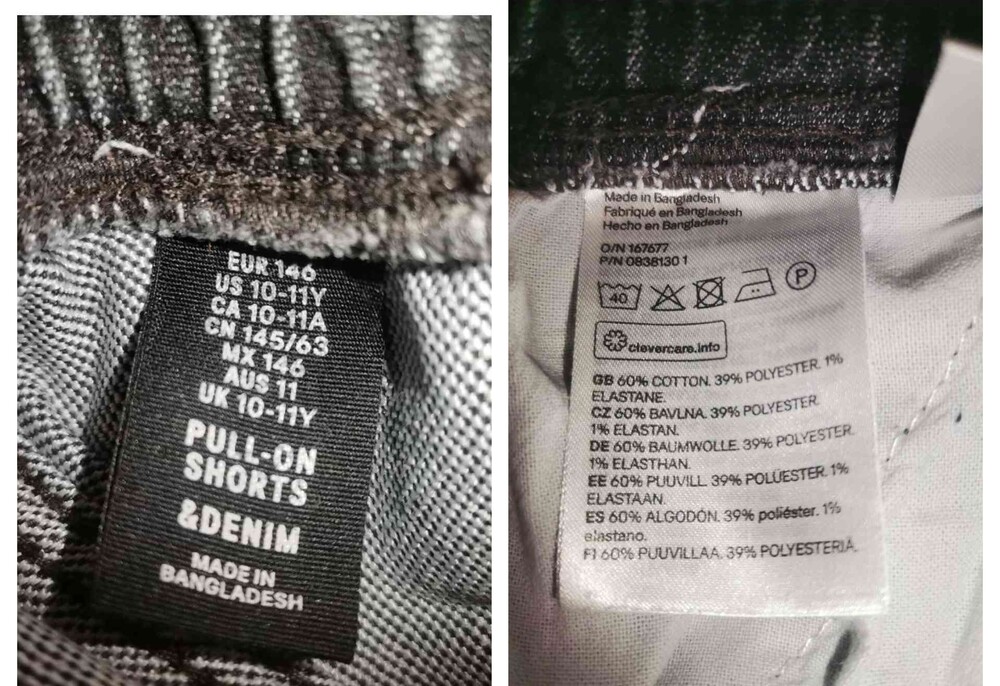 EUR 146
US 10-11Y
CA 10-11A
CN 145/63
MX 146
AUS 11
UK 10-11Y
PULL-ON
SHORTS
&DENIM
MADE IN
BANGLADESH
Made in Bangladesh
Fabriqué en Bangladesh
Hecho en Bangladesh
O/N 167677
P/N 0838130 1
40 P
clevercare.info
GB 60% COTTON. 39% POLYESTER. 1%
ELASTANE.
CZ 60% BAVLNA. 39% POLYESTER.
1% ELASTAN.
DE 60% BAUMWOLLE. 39% POLYESTER.
1% ELASTHAN.
EE 60% PUUVILL. 39% POLÜESTER. 1%
ELASTAAN.
ES 60% ALGODÓN. 39% poliéster. 1%
elastano.
FI 60% PUUVILLAA. 39% POLYESTERIÄ.